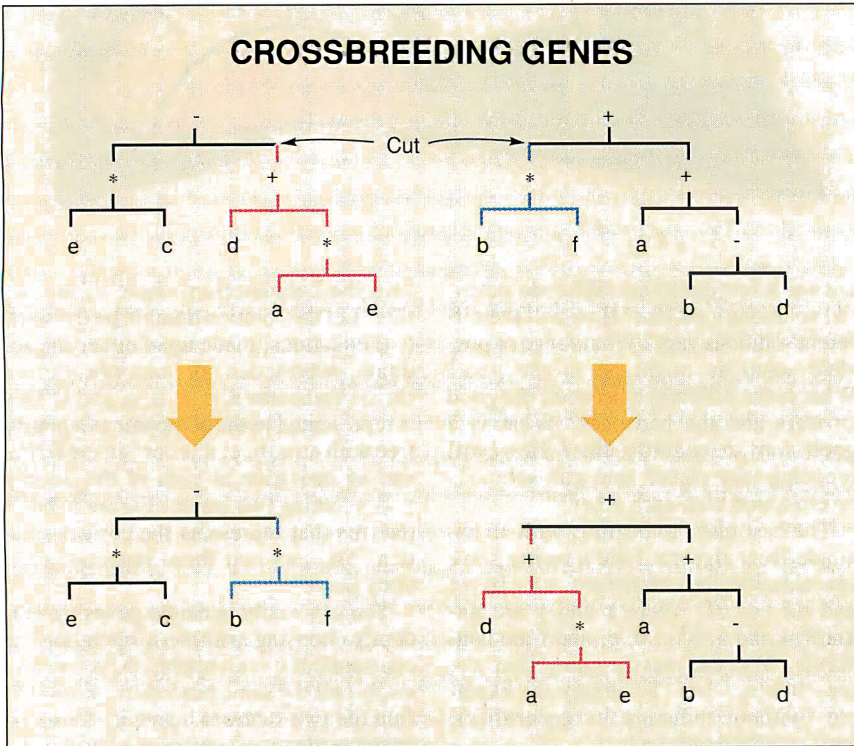 CROSSBREEDING GENES
- +
Cut
* + * +
e c d * b f a -
a e b d
- +
* * + +
e c b f d * a -
a e b d